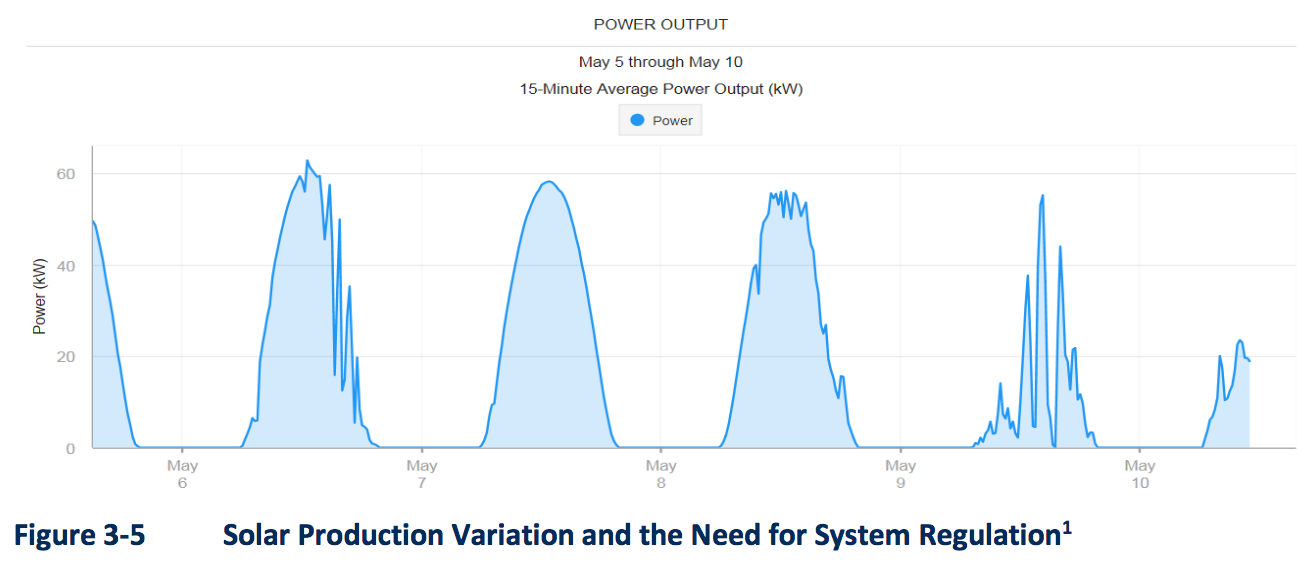 POWER OUTPUT
May 5 through May 10
15-Minute Average Power Output (kW)
Power
Power (kW)
60
40
20
0
May
6
May
7
May
8
May
9
May
10
Figure 3-5 Solar Production Variation and the Need for System Regulation¹